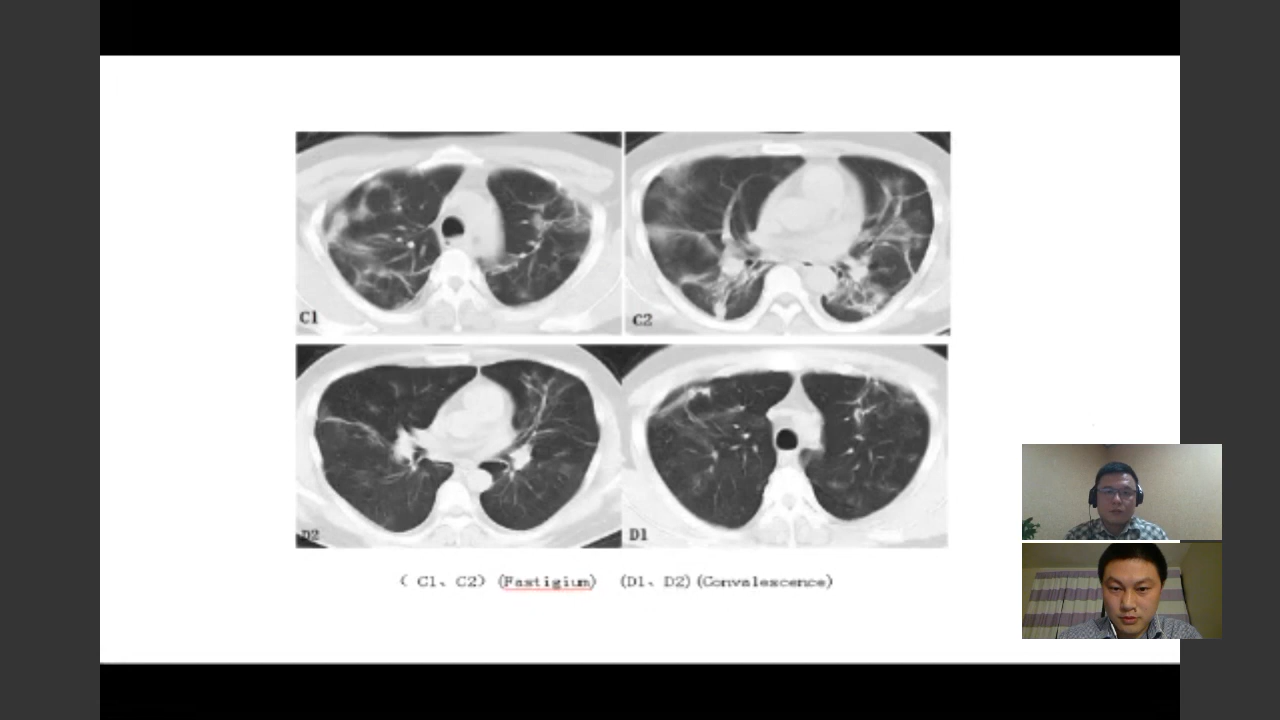 C1
C2
D2
D1
( C1、C2) (Fastigium) (D1、D2) (Convalescence)